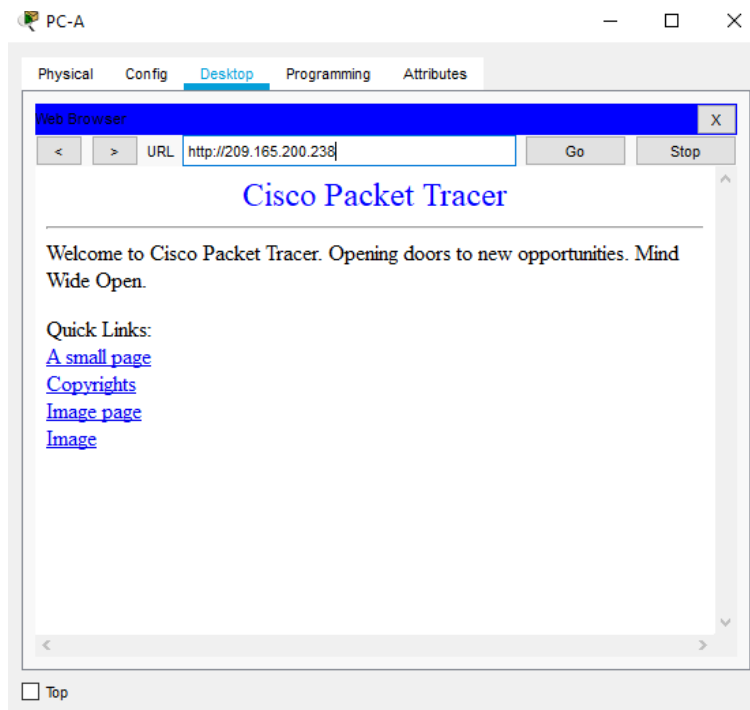 PC-A
Physical Config Desktop Programming Attributes
Web Browser X
< > URL http://209.165.200.238 Go Stop
Cisco Packet Tracer
Welcome to Cisco Packet Tracer. Opening doors to new opportunities. Mind
Wide Open.
Quick Links:
A small page
Copyrights
Image page
Image
Top